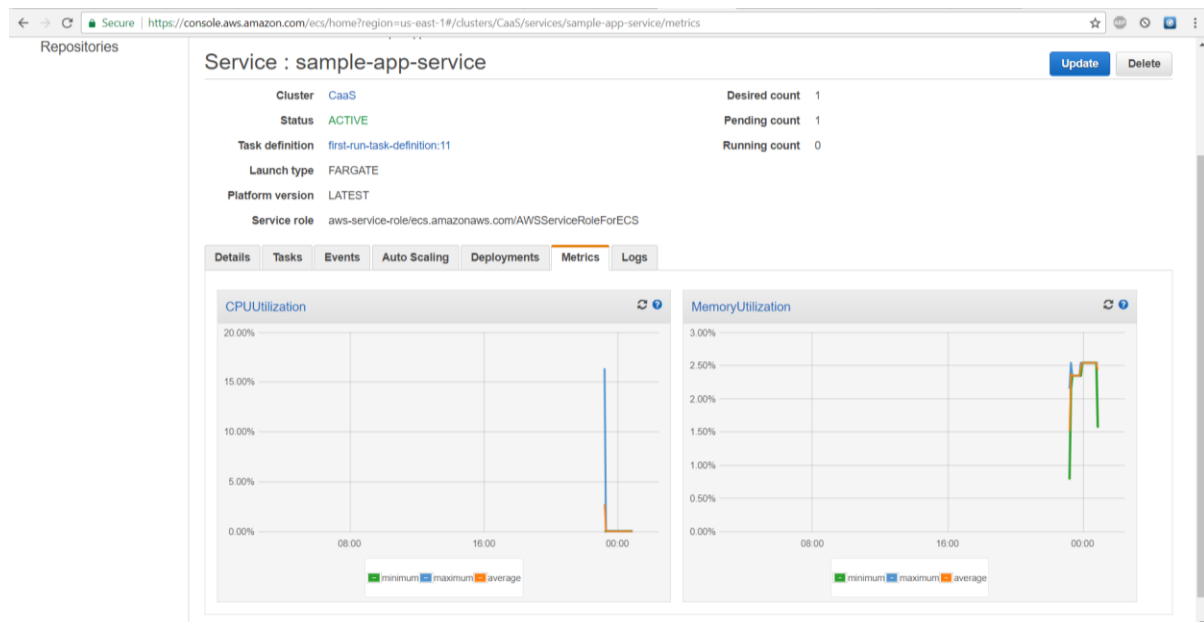 Secure | https://console.aws.amazon.com/ecs/home?region=us-east-1#/clusters/CaaS/services/sample-app-service/metrics
Repositories
Service : sample-app-service
Update
Delete
Cluster CaaS
Desired count 1
Status ACTIVE
Pending count 1
Task definition first-run-task-definition:11
Running count 0
Launch type FARGATE
Platform version LATEST
Service role aws-service-role/ecs.amazonaws.com/AWSServiceRoleForECS
Details Tasks Events Auto Scaling Deployments Metrics Logs
CPUUtilization
20.00%
15.00%
10.00%
5.00%
0.00%
08:00 16:00 00:00
minimum maximum average
MemoryUtilization
3.00%
2.50%
2.00%
1.50%
1.00%
0.50%
0.00%
08:00 16:00 00:00
minimum maximum average